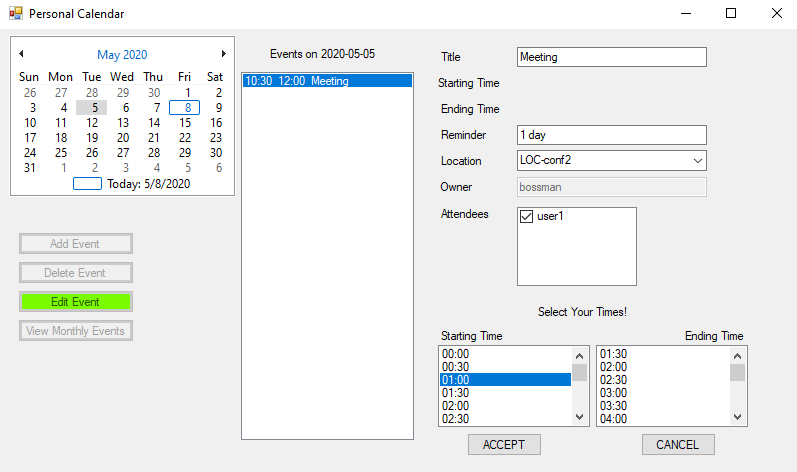 Personal Calendar
May 2020
Sun Mon Tue Wed Thu Fri Sat
26 27 28 29 30 1 2
3 4 5 6 7 8 9
10 11 12 13 14 15 16
17 18 19 20 21 22 23
24 25 26 27 28 29 30
31 1 2 3 4 5 6
Today: 5/8/2020
Add Event
Delete Event
Edit Event
View Monthly Events
Events on 2020-05-05
10:30 12:00 Meeting
Title Meeting
Starting Time
Ending Time
Reminder 1 day
Location LOC-conf2
Owner bossman
Attendees user1
Select Your Times!
Starting Time Ending Time
00:00 01:30
00:30 02:00
01:00 02:30
01:30 03:00
02:00 03:30
02:30 04:00
ACCEPT CANCEL